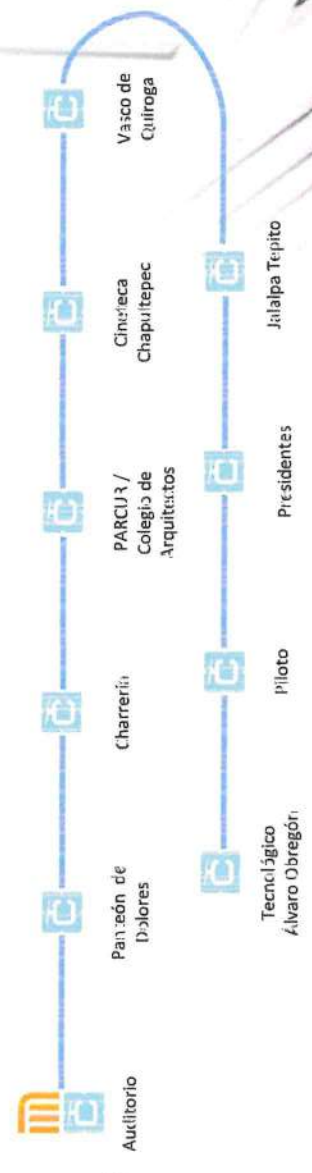 Auditorio
Panteón de
Dolores
Charrería
PARCUR /
Colegio de
Arquitectos
Cineteca
Chapultepec
Vasco de
Quiroga
Jalalpa Tepito
Presidentes
Piloto
Tecnológico
Álvaro Obregón